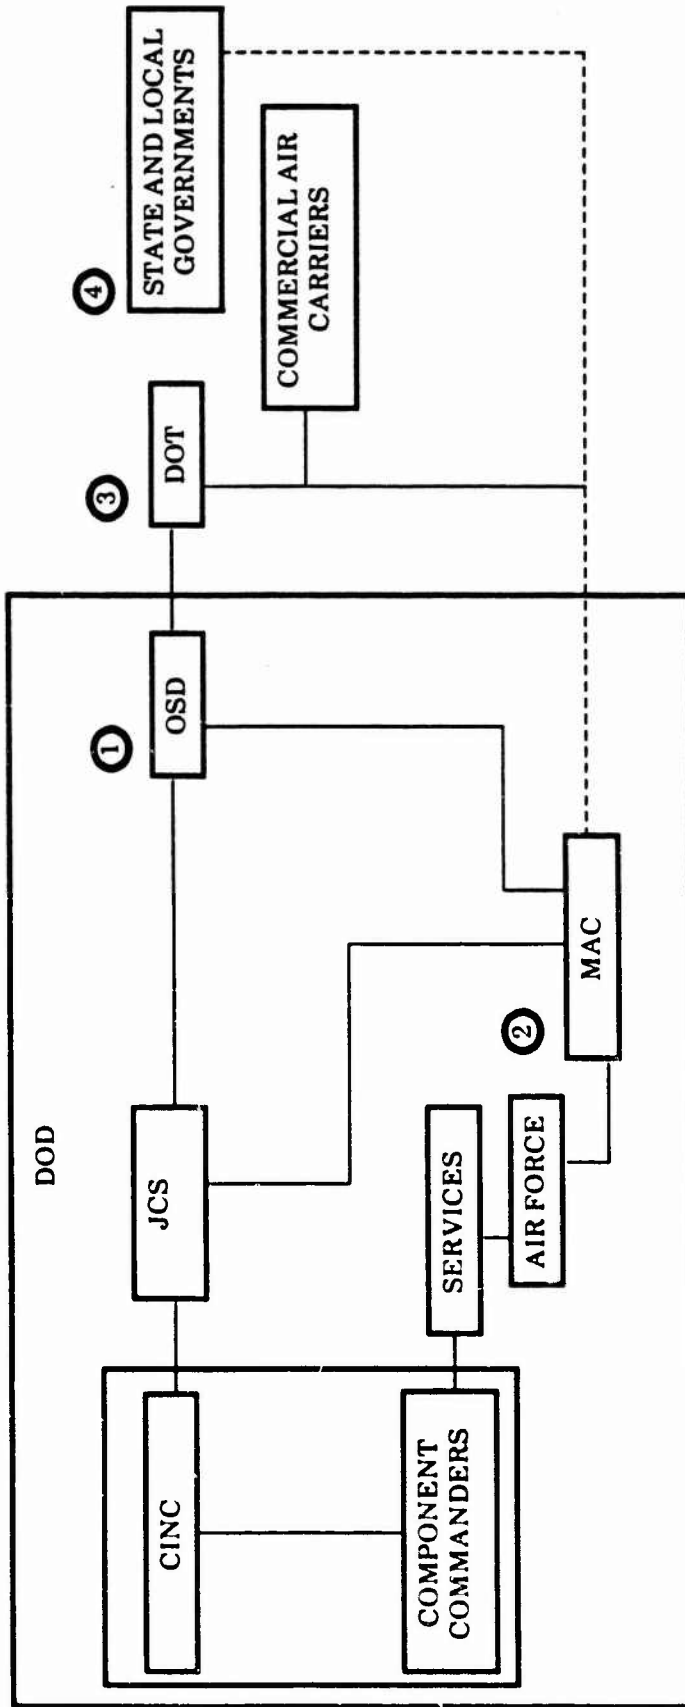 DOD
CINC
JCS
1
OSD
3
DOT
4
STATE AND LOCAL
GOVERNMENTS
COMMERCIAL AIR
CARRIERS
COMPONENT
COMMANDERS
SERVICES
AIR FORCE
2
MAC